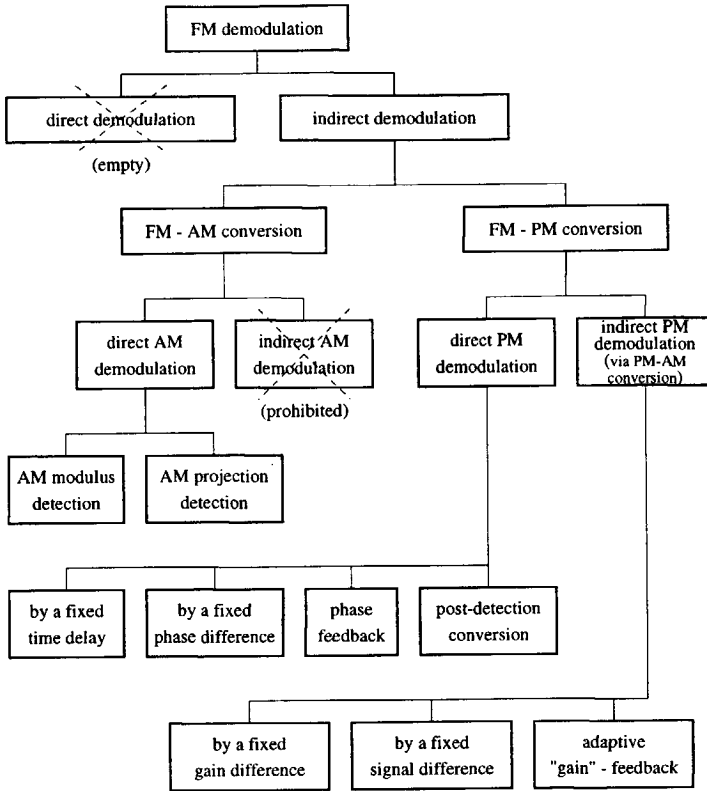 FM demodulation
direct demodulation
indirect demodulation
(empty)
FM - AM conversion
FM - PM conversion
direct AM
demodulation
indirect AM
demodulation
(prohibited)
direct PM
demodulation
indirect PM
demodulation
(via PM-AM
conversion)
AM modulus
detection
AM projection
detection
by a fixed
time delay
by a fixed
phase difference
phase
feedback
post-detection
conversion
by a fixed
gain difference
by a fixed
signal difference
adaptive
"gain" - feedback